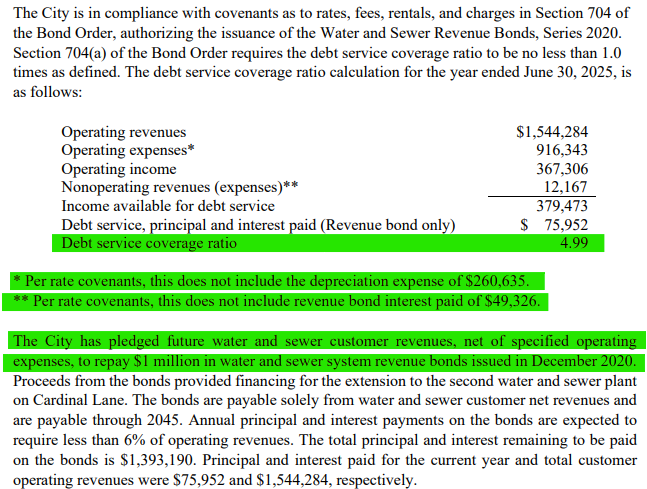 The City is in compliance with covenants as to rates, fees, rentals, and charges in Section 704 of
the Bond Order, authorizing the issuance of the Water and Sewer Revenue Bonds, Series 2020.
Section 704(a) of the Bond Order requires the debt service coverage ratio to be no less than 1.0
times as defined. The debt service coverage ratio calculation for the year ended June 30, 2025, is
as follows:
Operating revenues $1,544,284
Operating expenses* 916,343
Operating income 367,306
Nonoperating revenues (expenses)** 12,167
Income available for debt service 379,473
Debt service, principal and interest paid (Revenue bond only) $ 75,952
Debt service coverage ratio 4.99
* Per rate covenants, this does not include the depreciation expense of $260,635.
** Per rate covenants, this does not include revenue bond interest paid of $49,326.
The City has pledged future water and sewer customer revenues, net of specified operating
expenses, to repay $1 million in water and sewer system revenue bonds issued in December 2020.
Proceeds from the bonds provided financing for the extension to the second water and sewer plant
on Cardinal Lane. The bonds are payable solely from water and sewer customer net revenues and
are payable through 2045. Annual principal and interest payments on the bonds are expected to
require less than 6% of operating revenues. The total principal and interest remaining to be paid
on the bonds is $1,393,190. Principal and interest paid for the current year and total customer
operating revenues were $75,952 and $1,544,284, respectively.